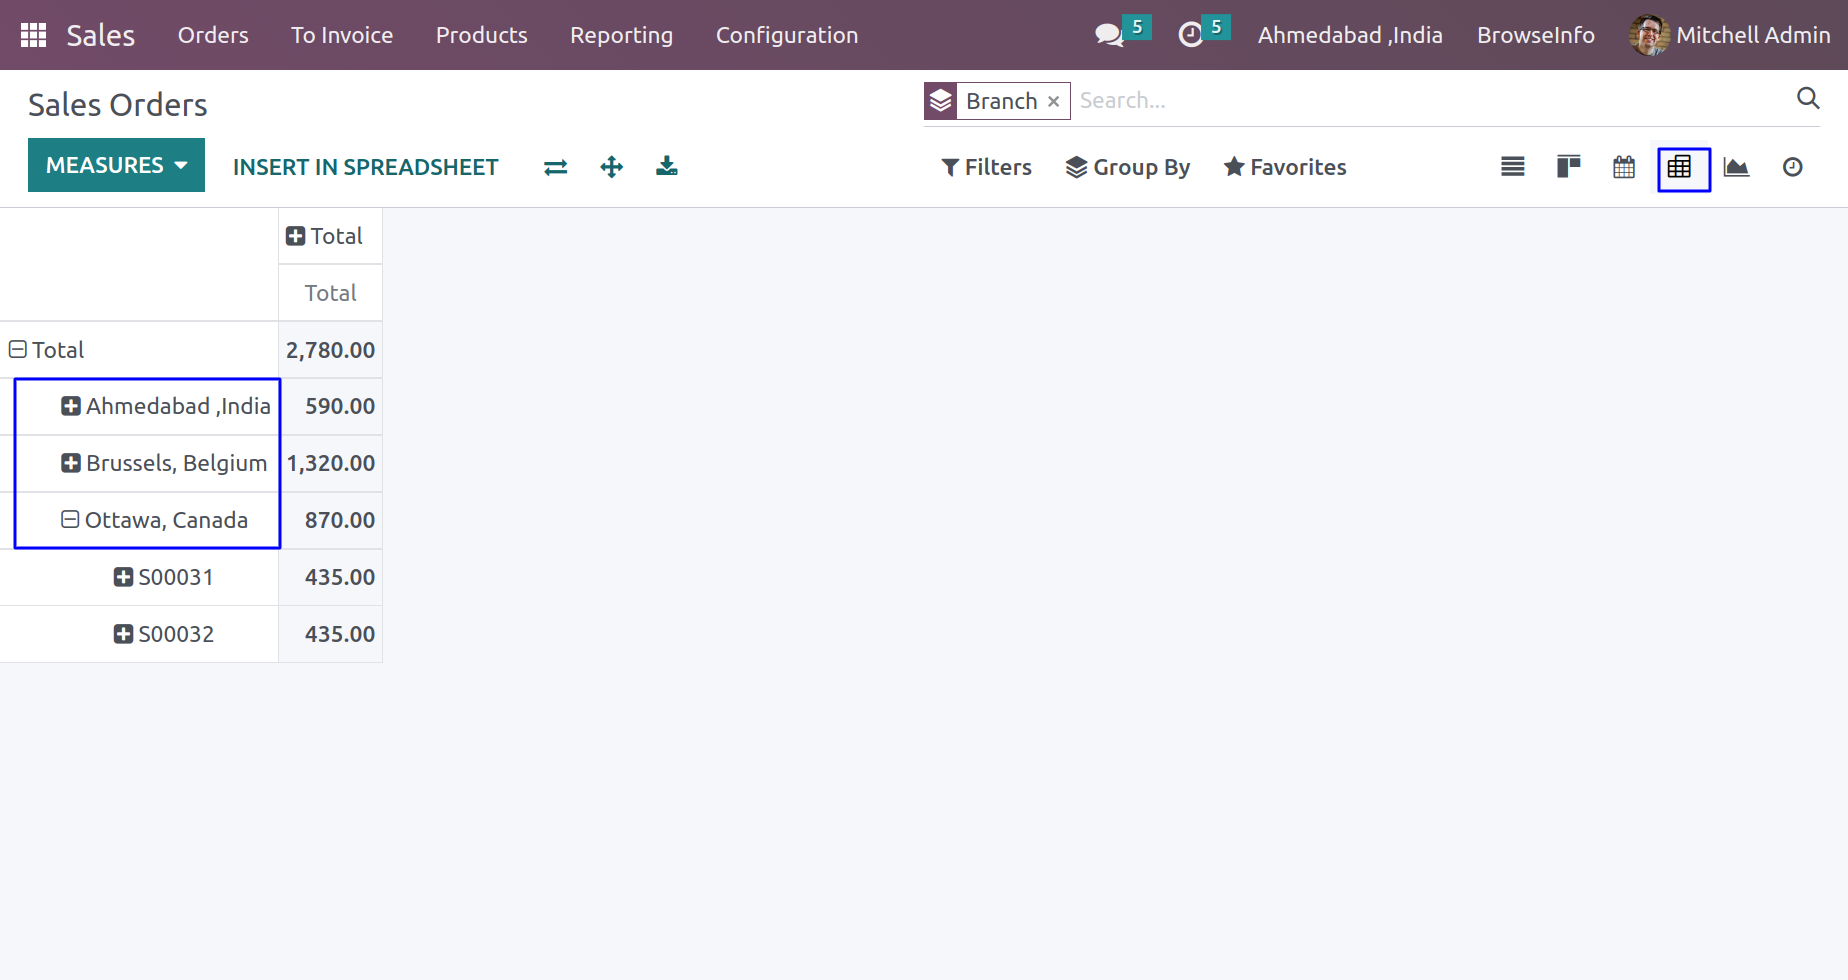 Sales Orders To Invoice Products Reporting Configuration 5 5 Ahmedabad ,India BrowseInfo Mitchell Admin
Sales Orders
Branch × Search...
MEASURES INSERT IN SPREADSHEET Filters Group By Favorites
Total
Total
Total 2,780.00
Ahmedabad ,India 590.00
Brussels, Belgium 1,320.00
Ottawa, Canada 870.00
S00031 435.00
S00032 435.00